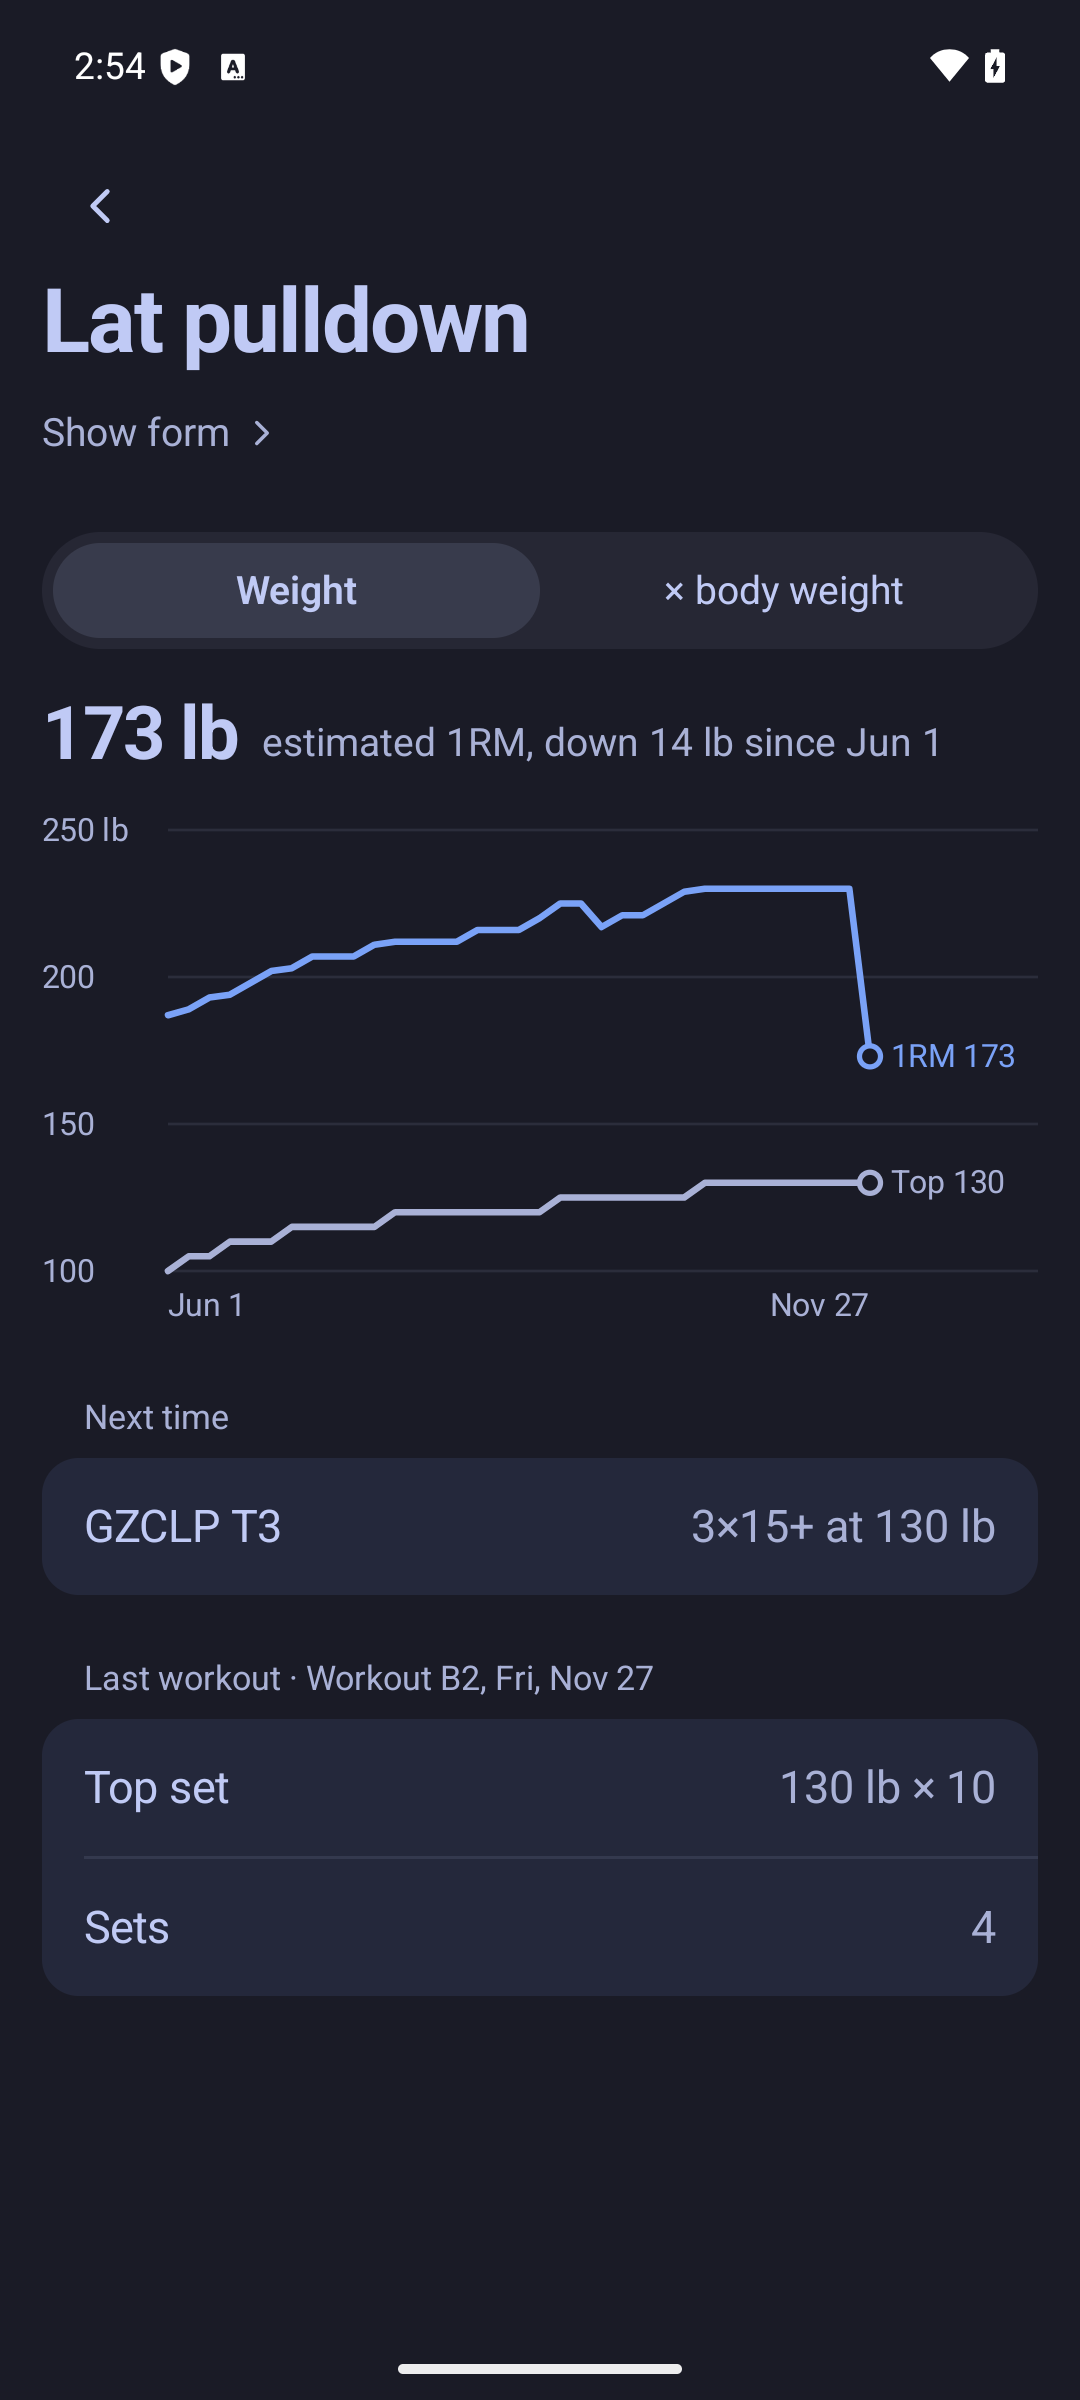 2:54
Lat pulldown
Show form
Weight
× body weight
173 lb estimated 1RM, down 14 lb since Jun 1
250 lb
200
1RM 173
150
Top 130
100
Jun 1 Nov 27
Next time
GZCLP T3 3×15+ at 130 lb
Last workout · Workout B2, Fri, Nov 27
Top set 130 lb × 10
Sets 4